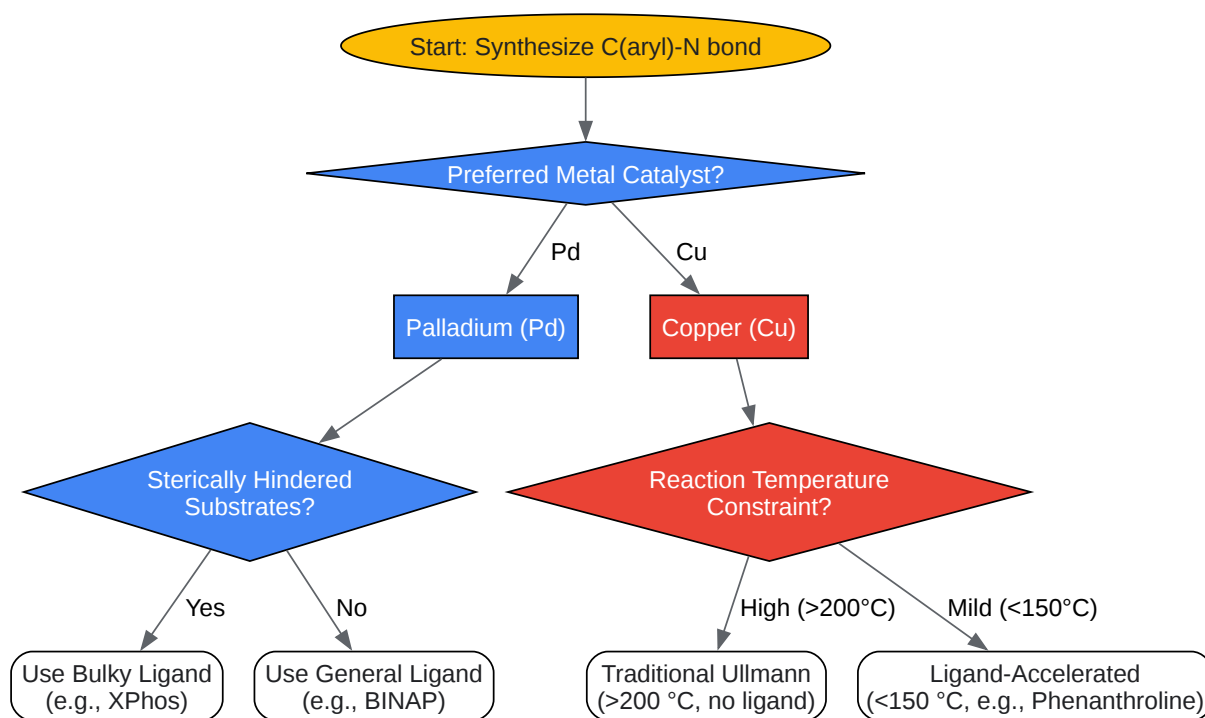 Start: Synthesize C(aryl)-N bond
Preferred Metal Catalyst?
Pd
Cu
Palladium (Pd)
Copper (Cu)
Sterically Hindered
Substrates?
Reaction Temperature
Constraint?
Yes
No
High (>200°C)
Mild (<150°C)
Use Bulky Ligand
(e.g., XPhos)
Use General Ligand
(e.g., BINAP)
Traditional Ullmann
(>200 °C, no ligand)
Ligand-Accelerated
(<150 °C, e.g., Phenanthroline)